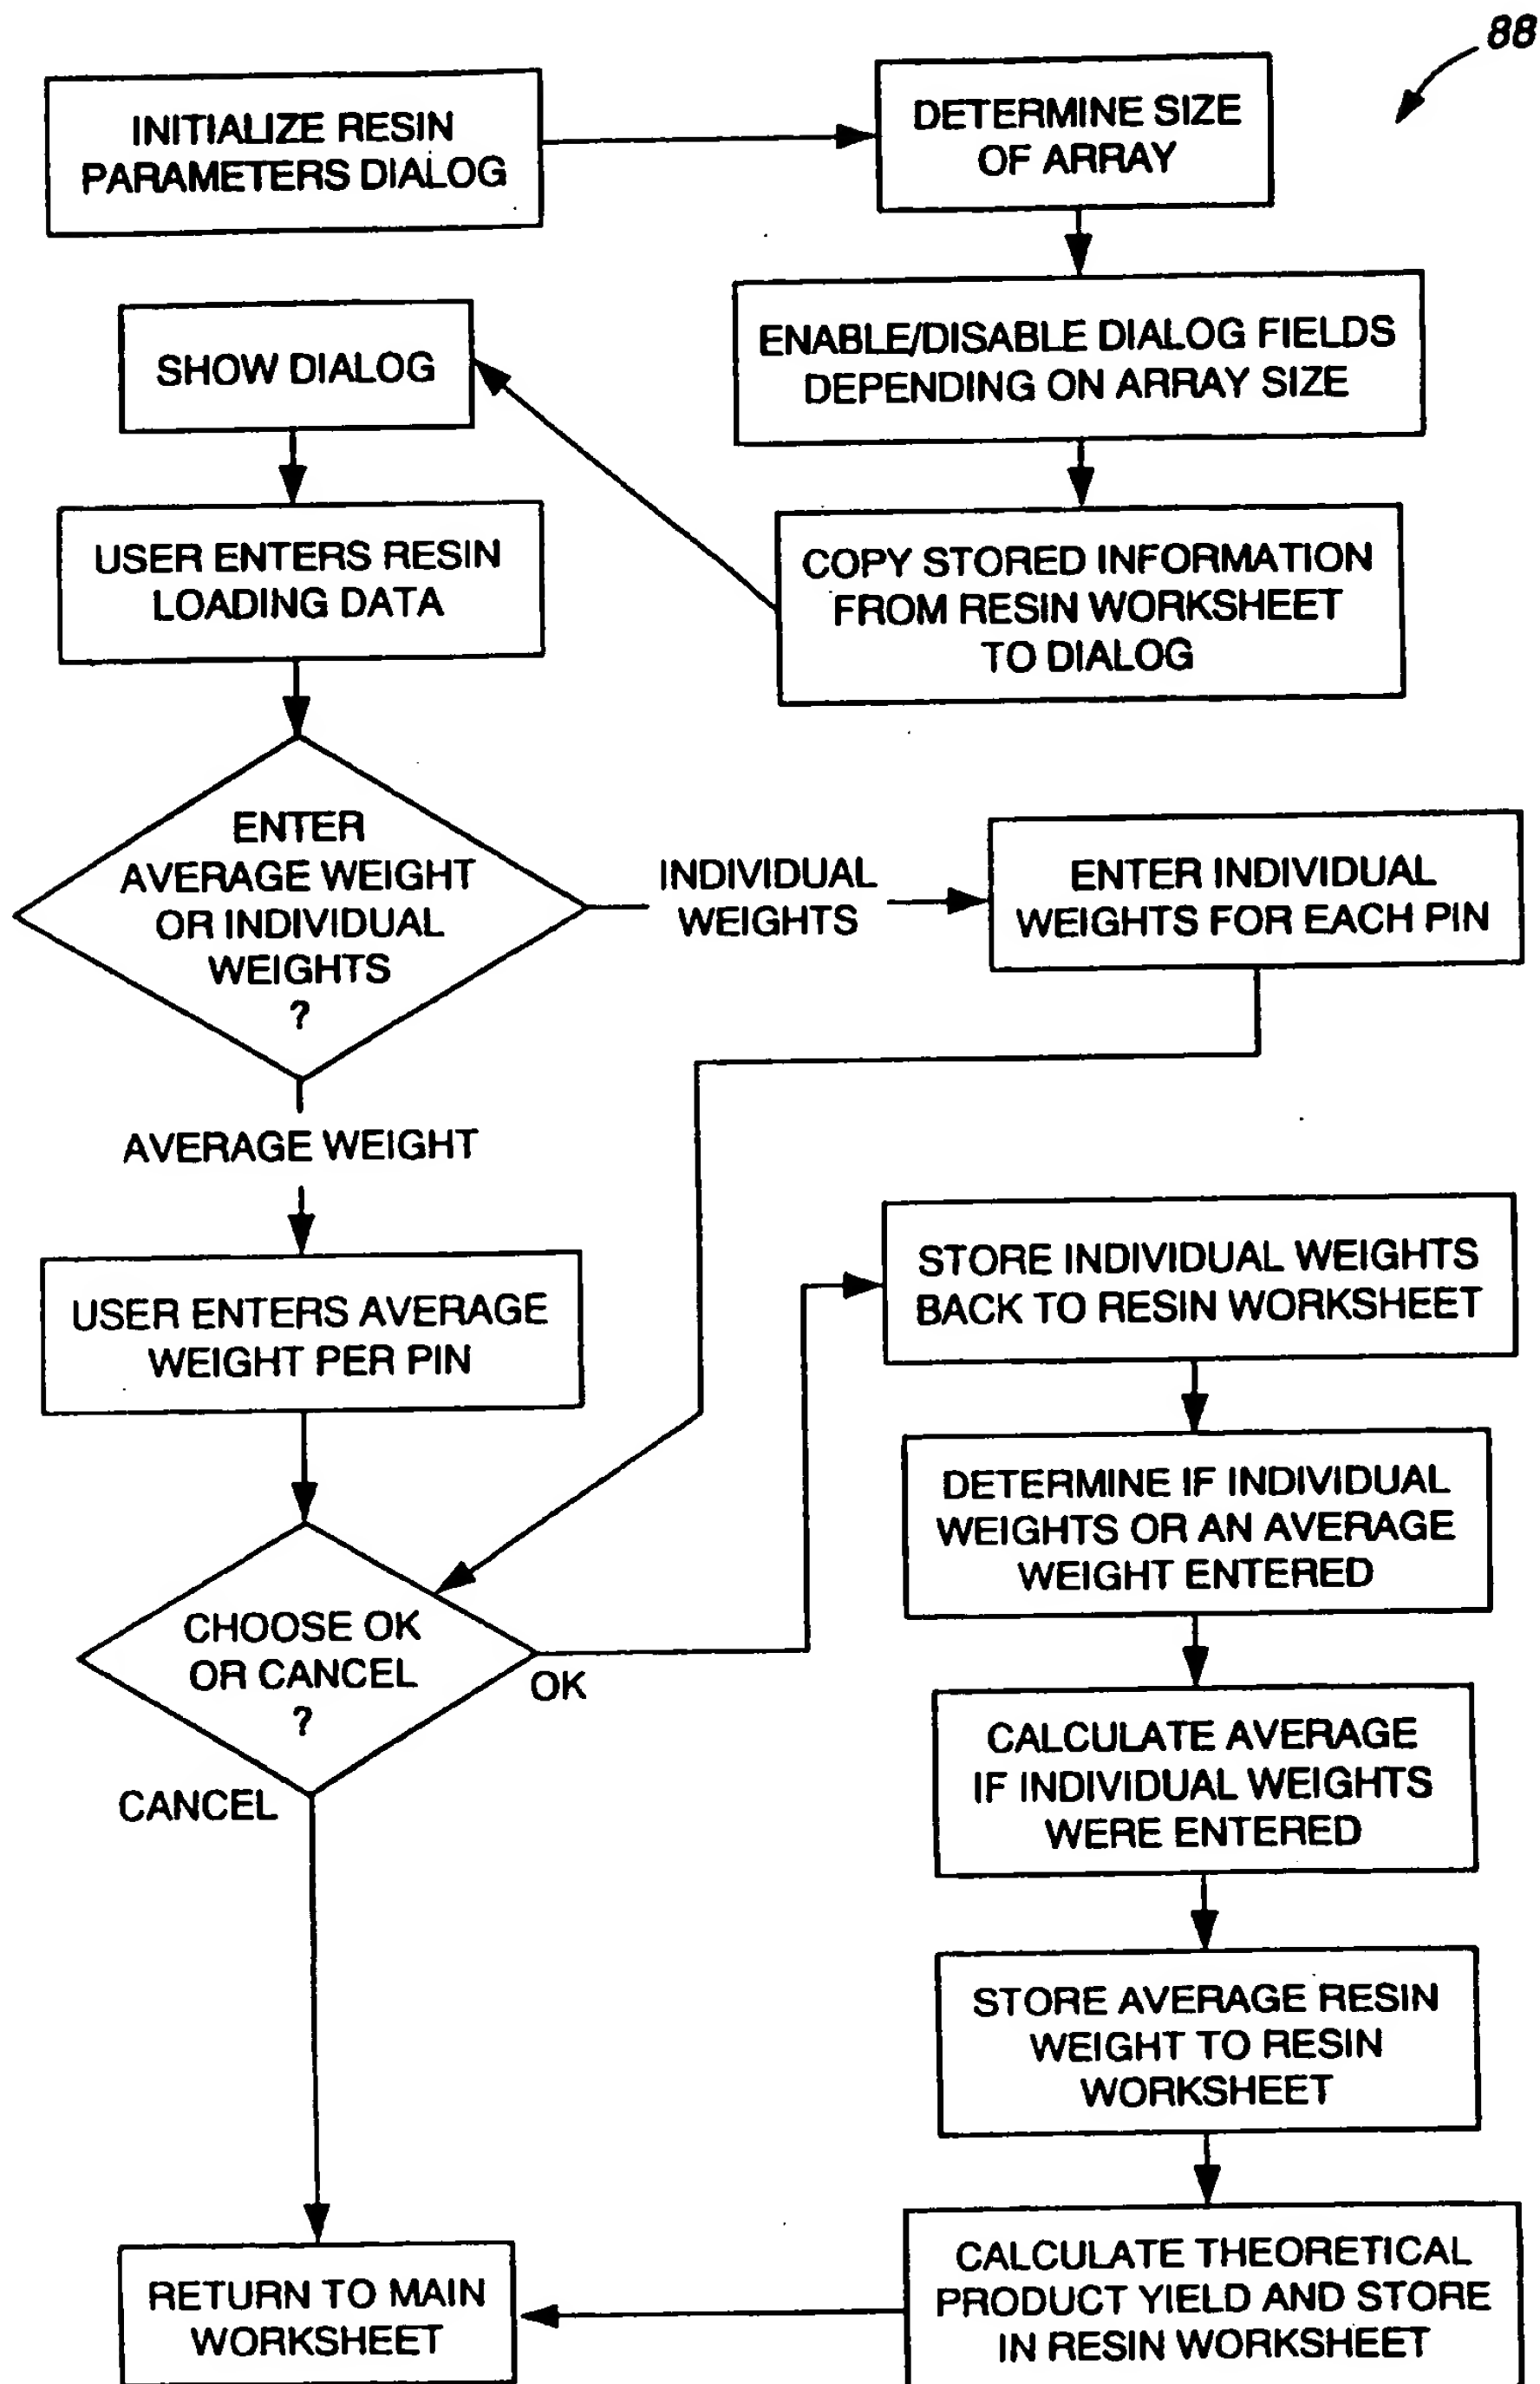 88
INITIALIZE RESIN
PARAMETERS DIALOG
DETERMINE SIZE
OF ARRAY
ENABLE/DISABLE DIALOG FIELDS
DEPENDING ON ARRAY SIZE
COPY STORED INFORMATION
FROM RESIN WORKSHEET
TO DIALOG
SHOW DIALOG
USER ENTERS RESIN
LOADING DATA
ENTER
AVERAGE WEIGHT
OR INDIVIDUAL
WEIGHTS
?
INDIVIDUAL
WEIGHTS
ENTER INDIVIDUAL
WEIGHTS FOR EACH PIN
AVERAGE WEIGHT
USER ENTERS AVERAGE
WEIGHT PER PIN
CHOOSE OK
OR CANCEL
?
OK
CANCEL
STORE INDIVIDUAL WEIGHTS
BACK TO RESIN WORKSHEET
DETERMINE IF INDIVIDUAL
WEIGHTS OR AN AVERAGE
WEIGHT ENTERED
CALCULATE AVERAGE
IF INDIVIDUAL WEIGHTS
WERE ENTERED
STORE AVERAGE RESIN
WEIGHT TO RESIN
WORKSHEET
CALCULATE THEORETICAL
PRODUCT YIELD AND STORE
IN RESIN WORKSHEET
RETURN TO MAIN
WORKSHEET